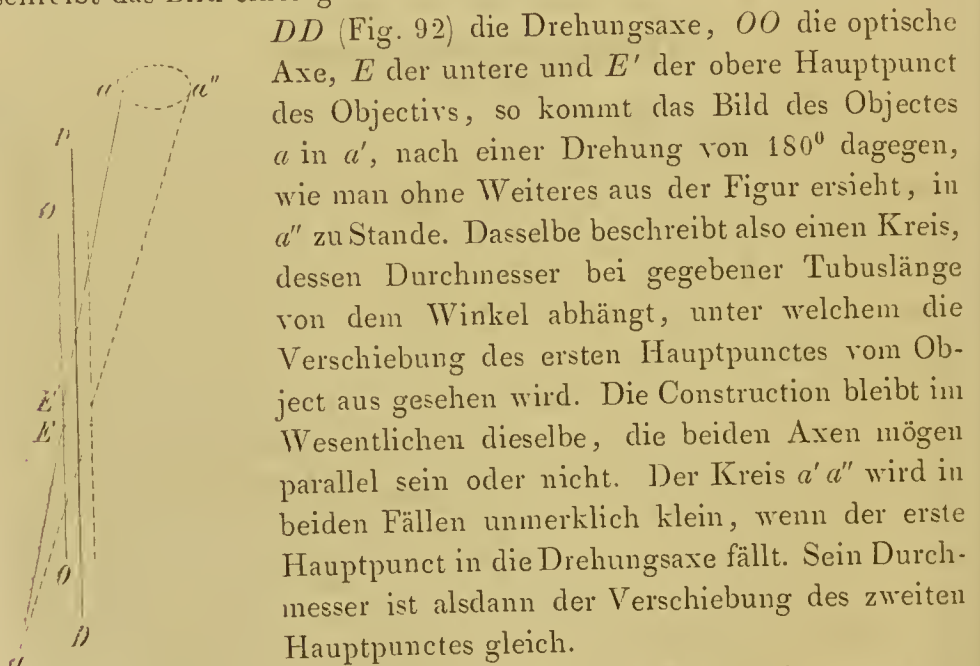 DD (Fig. 92) die Drehungsaxe, OO die optische
Axe, E der untere und E' der obere Hauptpunct
des Objectivs, so kommt das Bild des Objectes
a in a', nach einer Drehung von 180⁰ dagegen,
wie man ohne Weiteres aus der Figur ersieht, in
a" zu Stande. Dasselbe beschreibt also einen Kreis,
dessen Durchmesser bei gegebener Tubuslänge
von dem Winkel abhängt, unter welchem die
Verschiebung des ersten Hauptpunctes vom Ob-
ject aus gesehen wird. Die Construction bleibt im
Wesentlichen dieselbe, die beiden Axen mögen
parallel sein oder nicht. Der Kreis a' a" wird in
beiden Fällen unmerklich klein, wenn der erste
Hauptpunct in die Drehungsaxe fällt. Sein Durch-
messer ist alsdann der Verschiebung des zweiten
Hauptpunctes gleich.
a' a"
D
O
E'
E
O
D
a